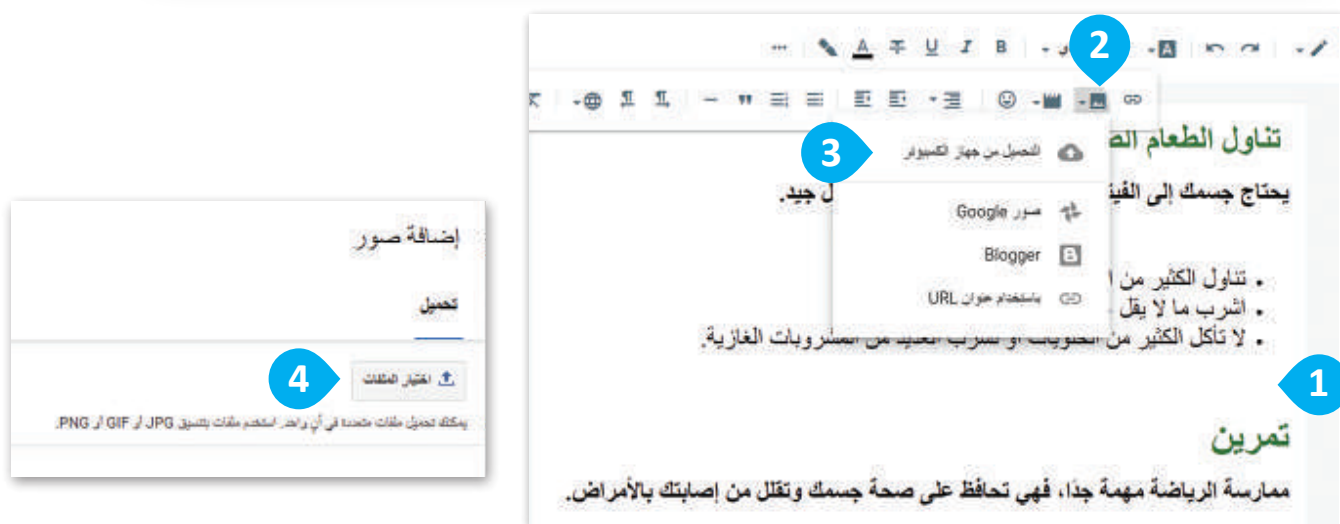 2
تناول الطعام الص
3
التحميل من جهاز الكمبيوتر
يحتاج جسمك إلى الفي
ل جيد.
صور Google
Blogger
باستخدام عنوان URL
• تناول الكثير من ا
• اشرب ما لا يقل
• لا تأكل الكثير من الحلويات أو تشرب العديد من المشروبات الغازية.
1
تمرين
ممارسة الرياضة مهمة جدًا، فهي تحافظ على صحة جسمك وتقلل من إصابتك بالأمراض.
إضافة صور
تحميل
4
اختيار الملفات
يمكنك تحميل ملفات متعددة في آنٍ واحد. استخدم ملفات بتنسيق JPG أو GIF أو PNG.